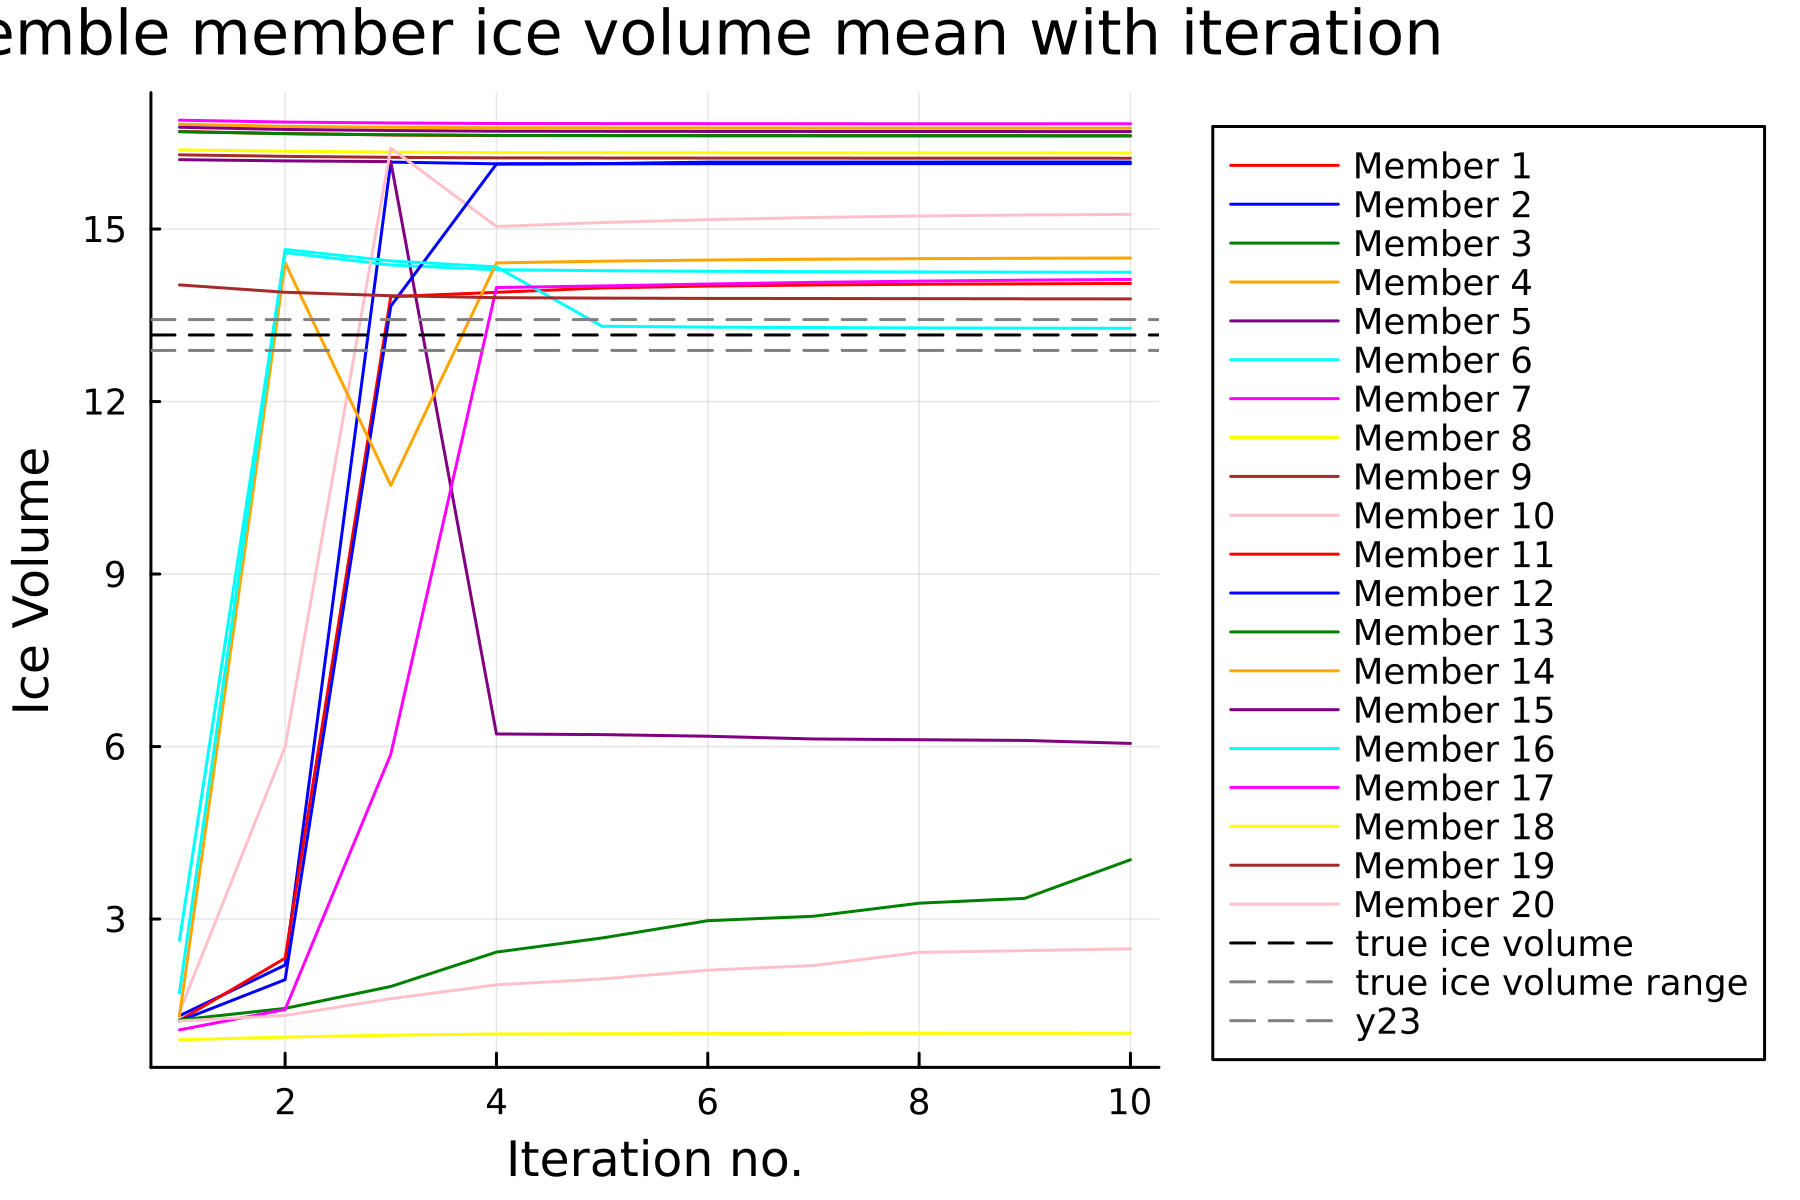 emble member ice volume mean with iteration
15
12
9
6
3
Ice Volume
2 4 6 8 10
Iteration no.
Member 1
Member 2
Member 3
Member 4
Member 5
Member 6
Member 7
Member 8
Member 9
Member 10
Member 11
Member 12
Member 13
Member 14
Member 15
Member 16
Member 17
Member 18
Member 19
Member 20
true ice volume
true ice volume range
y23